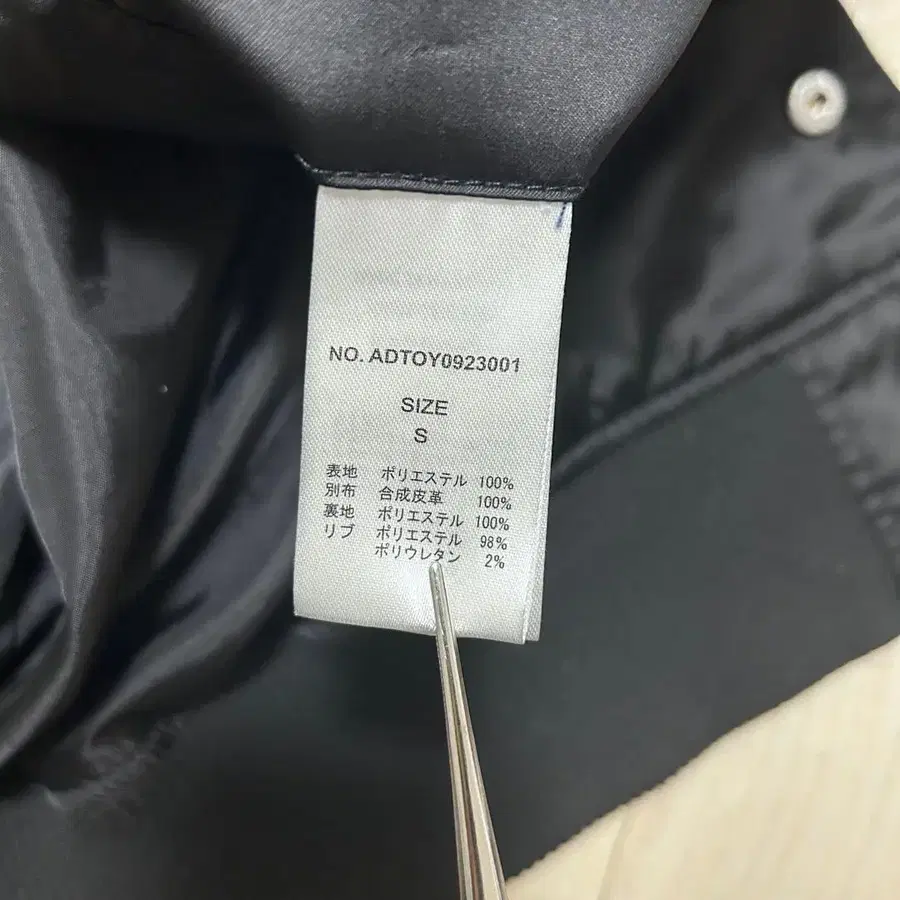 NO. ADTOY0923001
SIZE
S
表地 ポリエステル 100%
別布 合成皮革 100%
裏地 ポリエステル 100%
リブ ポリエステル 98%
ポリウレタン 2%